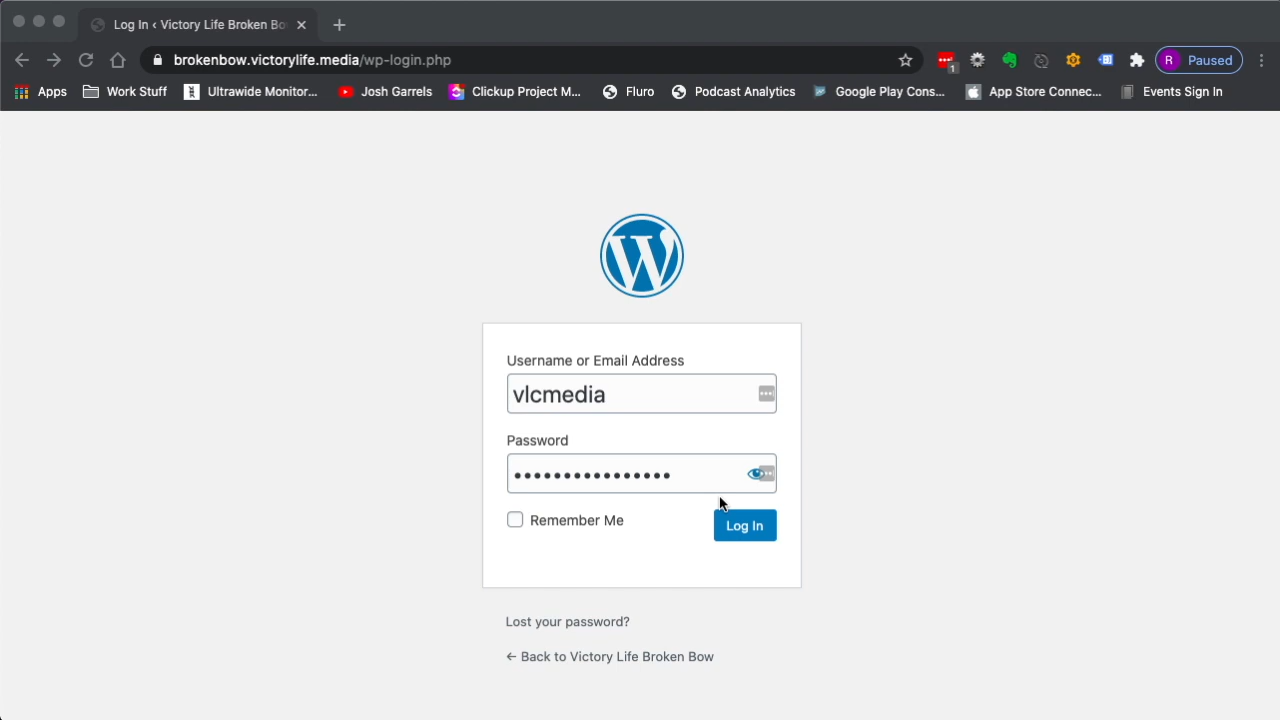 Log In ‹ Victory Life Broken Bo
brokenbow.victorylife.media/wp-login.php
1
R Paused
Apps Work Stuff Ultrawide Monitor... Josh Garrels Clickup Project M... Fluro Podcast Analytics Google Play Cons... App Store Connec... Events Sign In
Username or Email Address
vlcmedia
Password
••••••••••••••••
Remember Me
Log In
Lost your password?
← Back to Victory Life Broken Bow